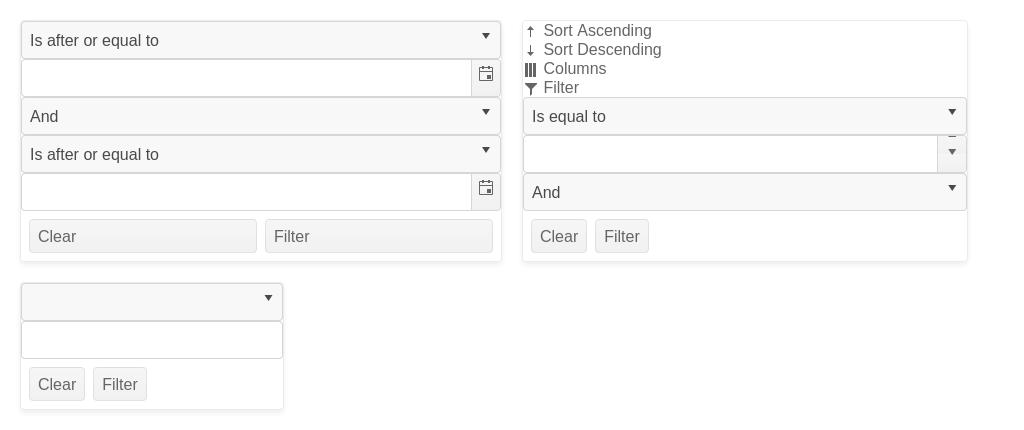 Is after or equal to
And
Is after or equal to
Clear
Filter
Sort Ascending
Sort Descending
Columns
Filter
Is equal to
And
Clear
Filter
Clear
Filter